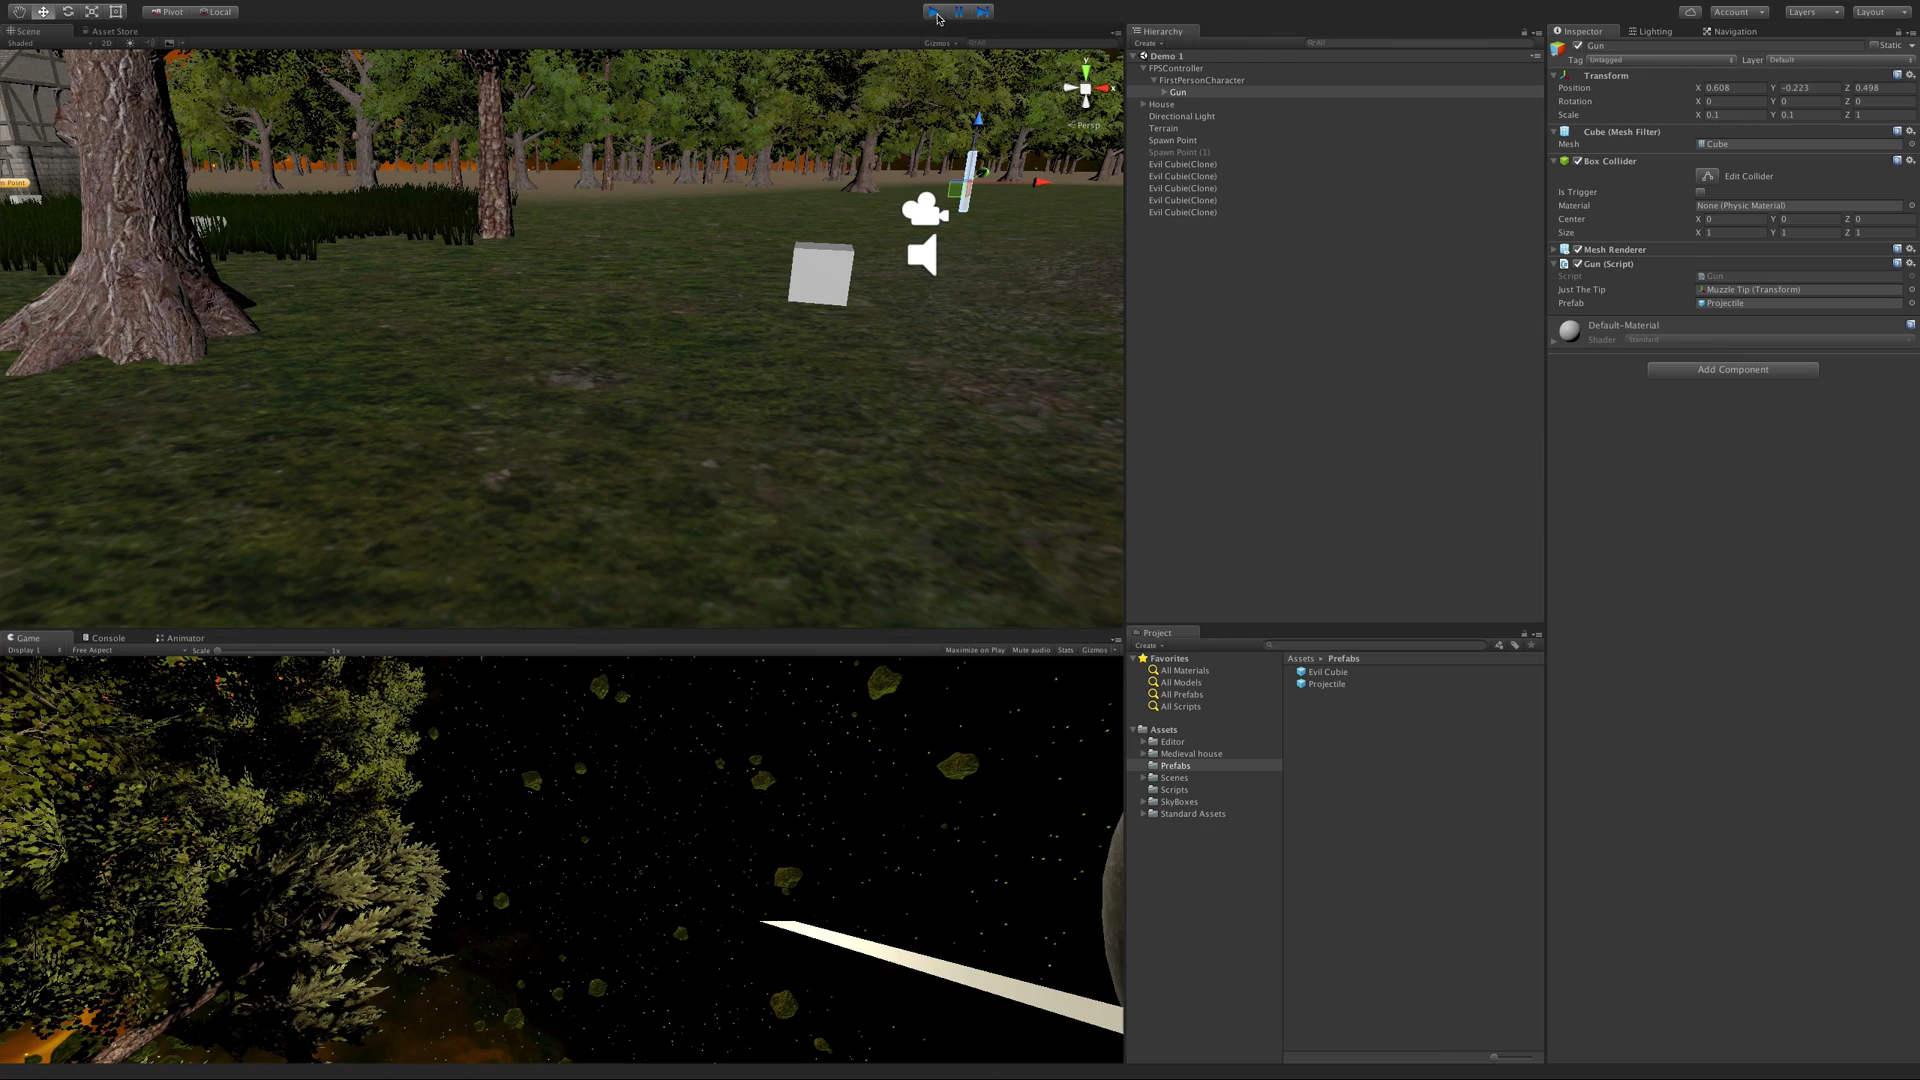 Pivot Local Account Layers Layout
Scene Asset Store
Shaded 2D Gizmos All
Persp
n Point
Hierarchy
Create All
Demo 1
FPSController
FirstPersonCharacter
Gun
House
Directional Light
Terrain
Spawn Point
Spawn Point (1)
Evil Cubie(Clone)
Evil Cubie(Clone)
Evil Cubie(Clone)
Evil Cubie(Clone)
Evil Cubie(Clone)
Inspector Lighting Navigation
Gun Static
Tag Untagged Layer Default
Transform
Position X 0.608 Y -0.223 Z 0.498
Rotation X 0 Y 0 Z 0
Scale X 0.1 Y 0.1 Z 1
Cube (Mesh Filter)
Mesh Cube
Box Collider
Edit Collider
Is Trigger
Material None (Physic Material)
Center X 0 Y 0 Z 0
Size X 1 Y 1 Z 1
Mesh Renderer
Gun (Script)
Script Gun
Just The Tip Muzzle Tip (Transform)
Prefab Projectile
Default-Material
Shader Standard
Add Component
Game Console Animator
Display 1 Free Aspect Scale 1x Maximize on Play Mute audio Stats Gizmos
Project
Create
Favorites
All Materials
All Models
All Prefabs
All Scripts
Assets
Editor
Medieval house
Prefabs
Scenes
Scripts
SkyBoxes
Standard Assets
Assets Prefabs
Evil Cubie
Projectile